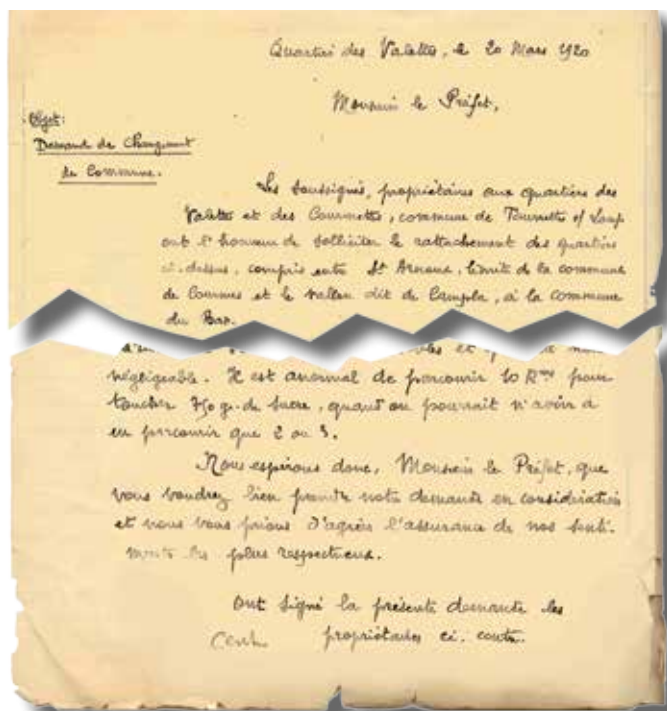 Quartier des Valettes, le 20 Mars 1920
Monsieur le Préfet,
Objet:
Demande de Changement
de Commune.
Les soussignés, propriétaires aux quartiers des
Valettes et des Courmettes, commune de Tourrettes s/ Loup
ont l'honneur de solliciter le rattachement des quartiers
ci-dessus, compris entre St Arnoux, limite de la commune
de Courmes et le vallon dit de Camp, à la commune
du Bar.
et
négligeable. Il est anormal de parcourir 10 Kmes pour
toucher 750 g. de sucre, quand on pourrait n'avoir à
en parcourir que 2 ou 3.
Nous espérons donc, Monsieur le Préfet, que
vous voudrez bien prendre notre demande en considération
et nous vous prions d'agréer l'assurance de nos senti-
ments les plus respectueux.
Ont signé la présente demande les
propriétaires ci-contre.